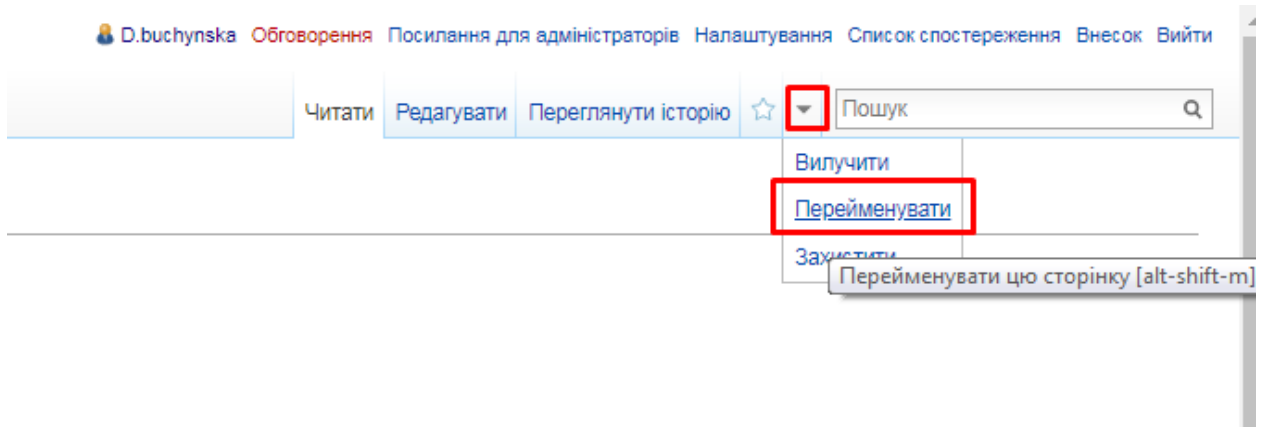 D.buchynska Обговорення Посилання для адміністраторів Налаштування Список спостереження Внесок Вийти
Читати Редагувати Переглянути історію Пошук
Вилучити
Перейменувати
Захистити
Перейменувати цю сторінку [alt-shift-m]